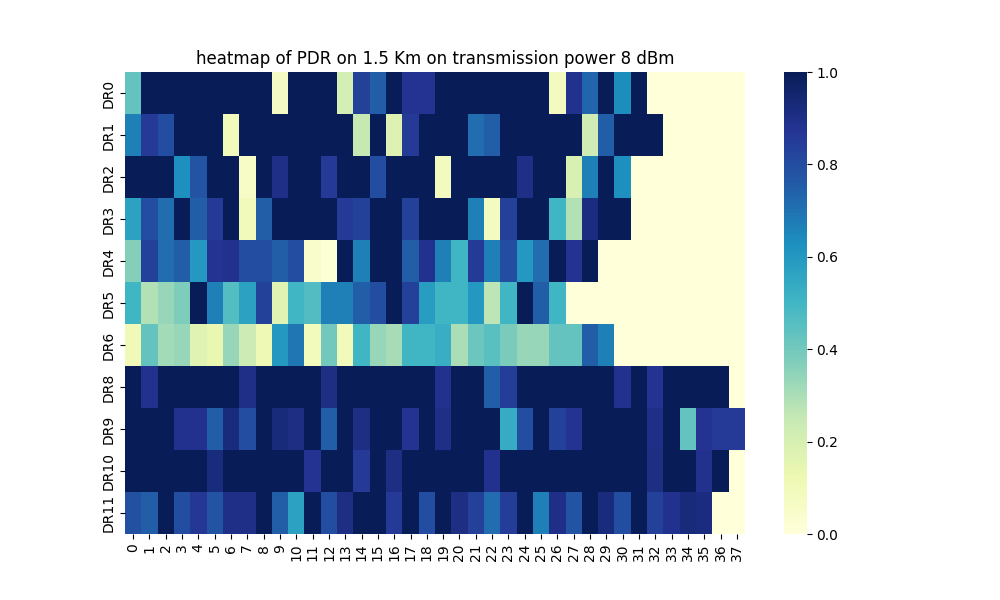 heatmap of PDR on 1.5 Km on transmission power 8 dBm
DR0
DR1
DR2
DR3
DR4
DR5
DR6
DR8
DR9
DR10
DR11
0 1 2 3 4 5 6 7 8 9 10 11 12 13 14 15 16 17 18 19 20 21 22 23 24 25 26 27 28 29 30 31 32 33 34 35 36 37
1.0
0.8
0.6
0.4
0.2
0.0